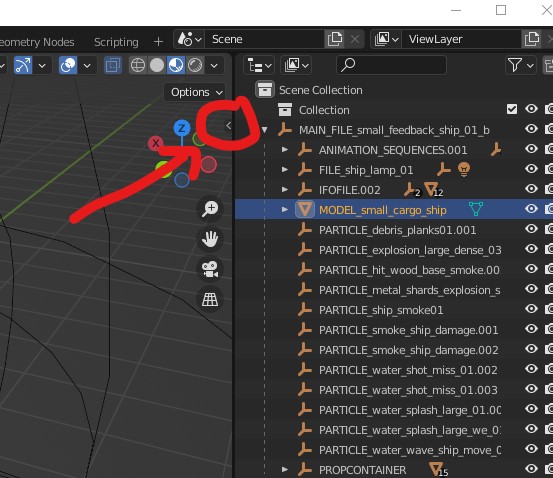 eometry Nodes Scripting + Scene ViewLayer
Options
Scene Collection
Collection
X Z
MAIN_FILE_small_feedback_ship_01_b
ANIMATION_SEQUENCES.001
FILE_ship_lamp_01
IFOFILE.002 2 12
MODEL_small_cargo_ship
PARTICLE_debris_planks01.001
PARTICLE_explosion_large_dense_03
PARTICLE_hit_wood_base_smoke.00
PARTICLE_metal_shards_explosion_s
PARTICLE_ship_smoke01
PARTICLE_smoke_ship_damage.001
PARTICLE_smoke_ship_damage.002
PARTICLE_water_shot_miss_01.002
PARTICLE_water_shot_miss_01.003
PARTICLE_water_splash_large_01.00
PARTICLE_water_splash_large_we_0
PARTICLE_water_wave_ship_move_0
PROPCONTAINER 15